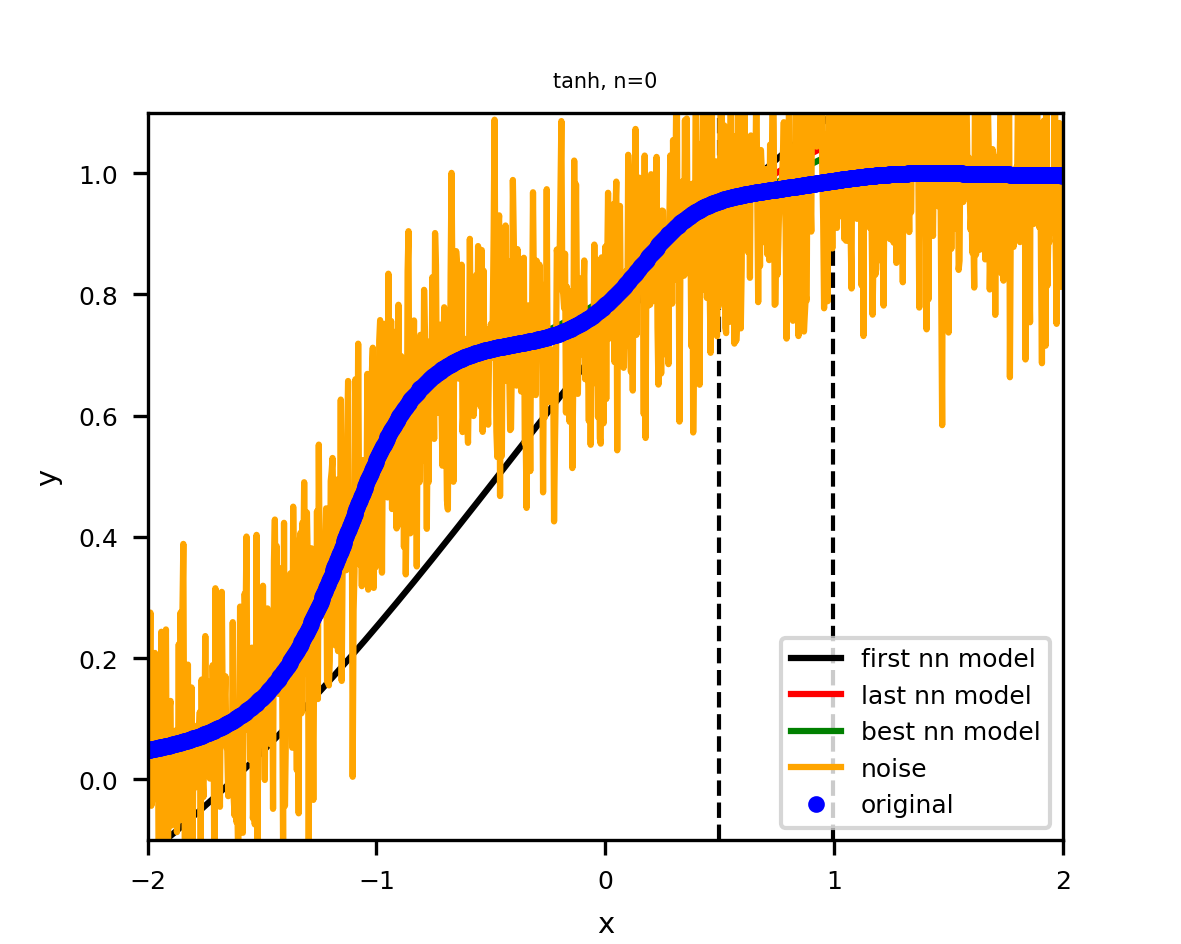 tanh, n=0
y
1.0
0.8
0.6
0.4
0.2
0.0
−2
−1
0
1
2
x
first nn model
last nn model
best nn model
noise
original